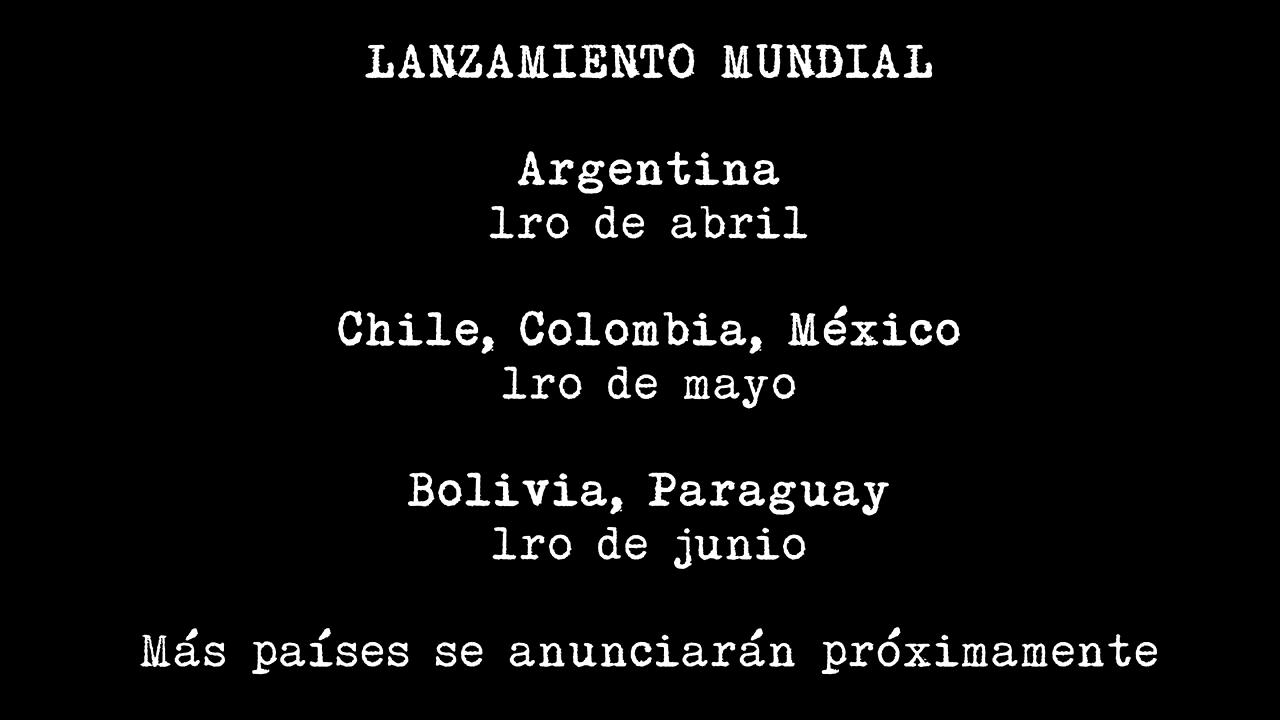 LANZAMIENTO MUNDIAL
Argentina
1ro de abril
Chile, Colombia, México
1ro de mayo
Bolivia, Paraguay
1ro de junio
Más países se anunciarán próximamente